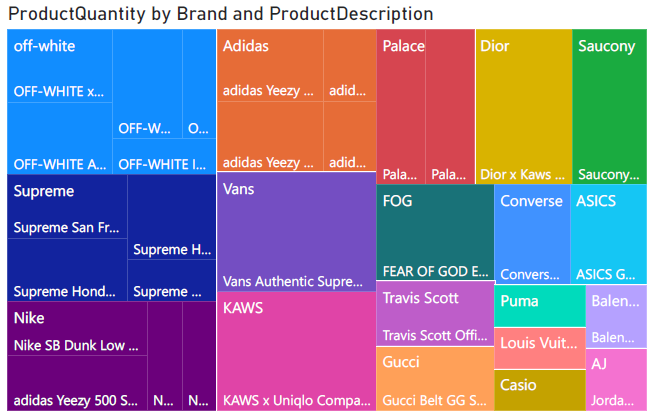 ProductQuantity by Brand and ProductDescription
off-white
OFF-WHITE x...
OFF-WHITE A...
OFF-W...
O...
OFF-WHITE I...
Supreme
Supreme San Fr...
Supreme Hond...
Supreme H...
Supreme ...
Nike
Nike SB Dunk Low ...
adidas Yeezy 500 S...
N...
N...
Adidas
adidas Yeezy ...
adid...
adidas Yeezy ...
adid...
Vans
Vans Authentic Supre...
KAWS
KAWS x Uniqlo Compa...
Palace
Pala...
Pala...
Dior
Dior x Kaws ...
Saucony
Saucony...
FOG
FEAR OF GOD E...
Converse
Convers...
ASICS
ASICS G...
Travis Scott
Travis Scott Offi...
Gucci
Gucci Belt GG S...
Puma
Louis Vuit...
Casio
Balen...
Balen...
AJ
Jorda...